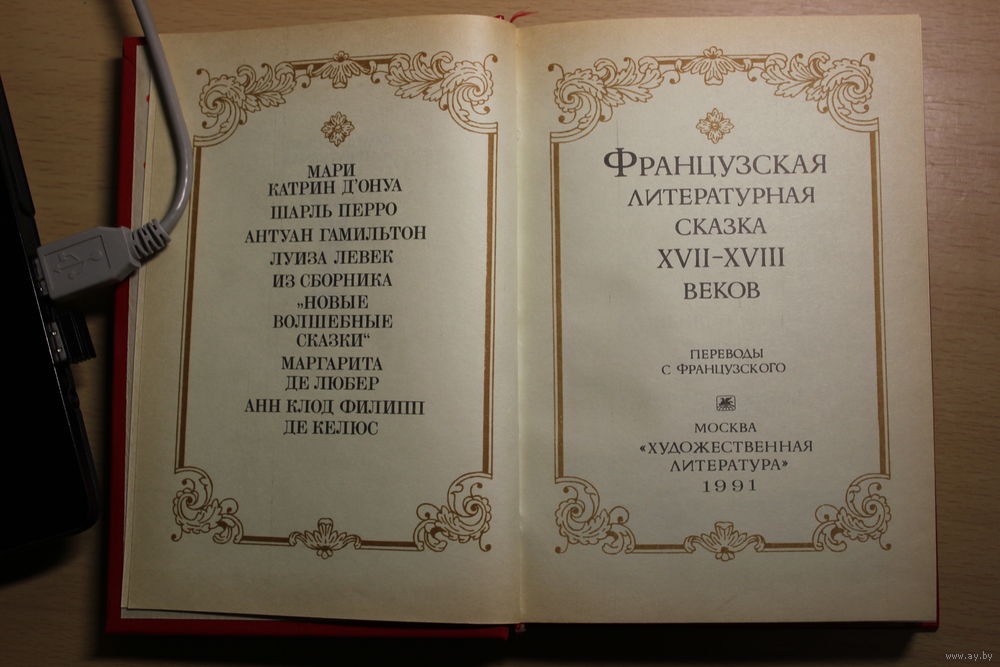 МАРИ
КАТРИН Д'ОНУА
ШАРЛЬ ПЕРРО
АНТУАН ГАМИЛЬТОН
ЛУИЗА ЛЕВЕК
ИЗ СБОРНИКА
„НОВЫЕ
ВОЛШЕБНЫЕ
СКАЗКИ“
МАРГАРИТА
ДЕ ЛЮБЕР
АНН КЛОД ФИЛИПП
ДЕ КЕЛЮС
ФРАНЦУЗСКАЯ
ЛИТЕРАТУРНАЯ
СКАЗКА
XVII–XVIII
ВЕКОВ
ПЕРЕВОДЫ
С ФРАНЦУЗСКОГО
МОСКВА
«ХУДОЖЕСТВЕННАЯ
ЛИТЕРАТУРА»
1991
www.ay.by